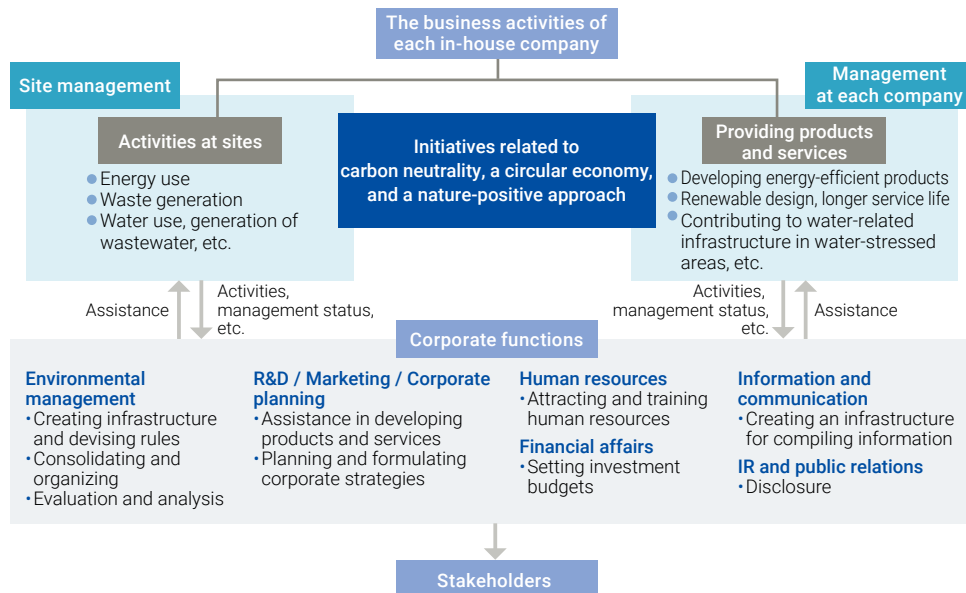 The business activities of
each in-house company
Site management
Management
at each company
Activities at sites
● Energy use
● Waste generation
● Water use, generation of
wastewater, etc.
Initiatives related to
carbon neutrality, a circular economy,
and a nature-positive approach
Providing products
and services
● Developing energy-efficient products
● Renewable design, longer service life
● Contributing to water-related
infrastructure in water-stressed
areas, etc.
Assistance
Activities,
management status,
etc.
Activities,
management status,
etc.
Assistance
Corporate functions
Environmental
management
・Creating infrastructure
and devising rules
・Consolidating and
organizing
・Evaluation and analysis
R&D / Marketing / Corporate
planning
・Assistance in developing
products and services
・Planning and formulating
corporate strategies
Human resources
・Attracting and training
human resources
Financial affairs
・Setting investment
budgets
Information and
communication
・Creating an infrastructure
for compiling information
IR and public relations
・Disclosure
Stakeholders